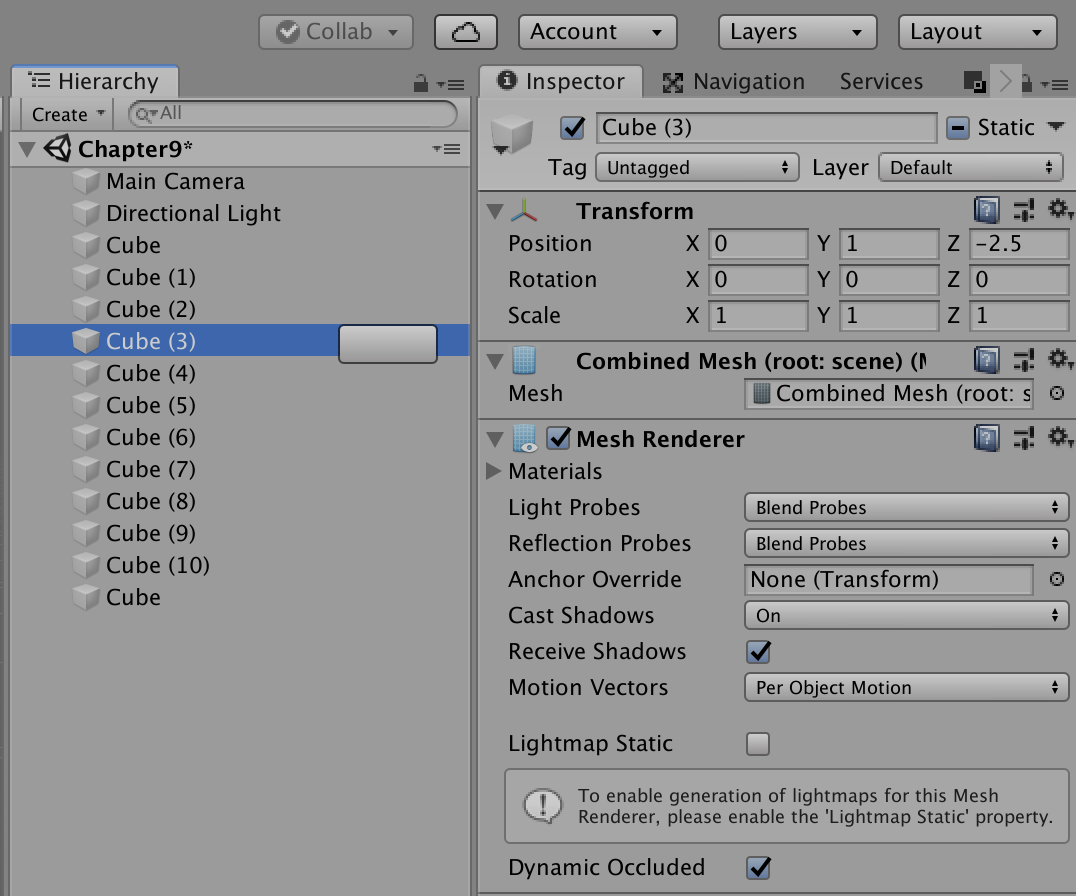 Collab
Account
Layers
Layout
Hierarchy
Create
All
Chapter9*
Main Camera
Directional Light
Cube
Cube (1)
Cube (2)
Cube (3)
Cube (4)
Cube (5)
Cube (6)
Cube (7)
Cube (8)
Cube (9)
Cube (10)
Cube
Inspector
Navigation
Services
Cube (3)
Static
Tag Untagged Layer Default
Transform
Position X 0 Y 1 Z -2.5
Rotation X 0 Y 0 Z 0
Scale X 1 Y 1 Z 1
Combined Mesh (root: scene) (
Mesh Combined Mesh (root: s
Mesh Renderer
Materials
Light Probes Blend Probes
Reflection Probes Blend Probes
Anchor Override None (Transform)
Cast Shadows On
Receive Shadows
Motion Vectors Per Object Motion
Lightmap Static
To enable generation of lightmaps for this Mesh
Renderer, please enable the 'Lightmap Static' property.
Dynamic Occluded